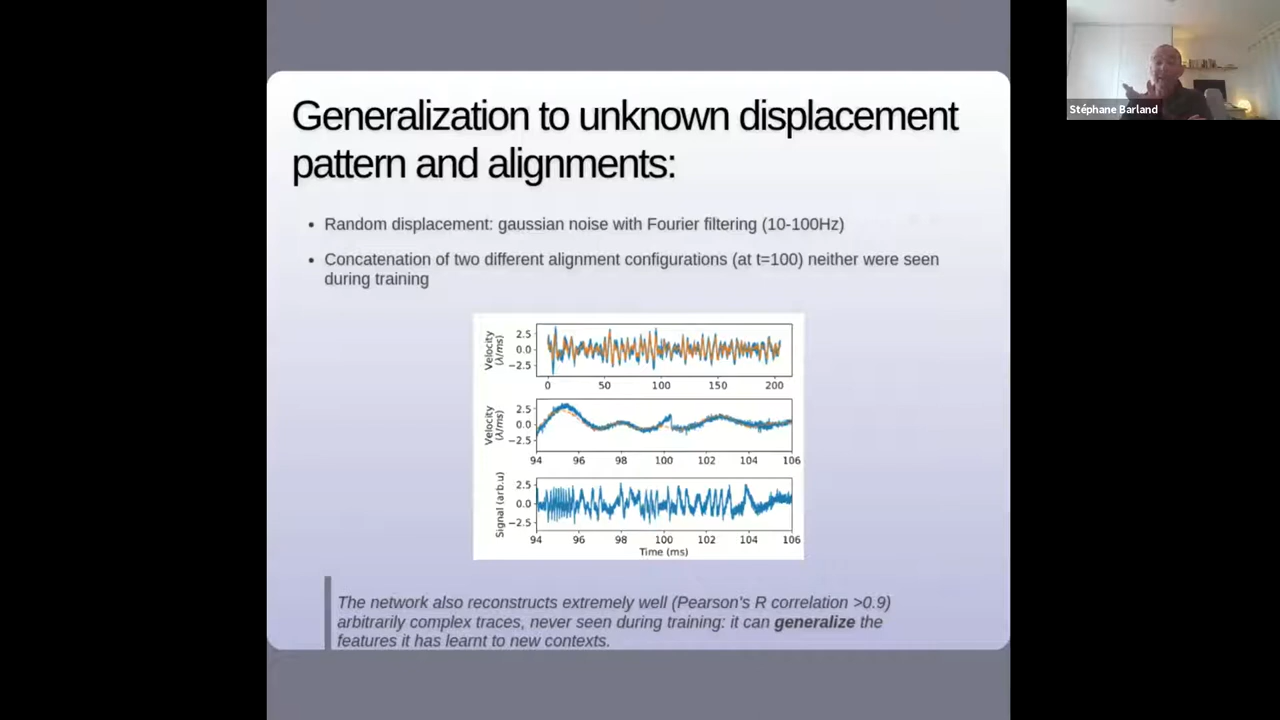 Generalization to unknown displacement
pattern and alignments:
Stéphane Barland
• Random displacement: gaussian noise with Fourier filtering (10-100Hz)
• Concatenation of two different alignment configurations (at t=100) neither were seen
during training
Velocity
(λ/ms)
2.5
0.0
−2.5
0 50 100 150 200
Velocity
(λ/ms)
2.5
0.0
−2.5
94 96 98 100 102 104 106
Signal (arb.u)
2.5
0.0
−2.5
94 96 98 100 102 104 106
Time (ms)
The network also reconstructs extremely well (Pearson's R correlation >0.9)
arbitrarily complex traces, never seen during training: it can generalize the
features it has learnt to new contexts.